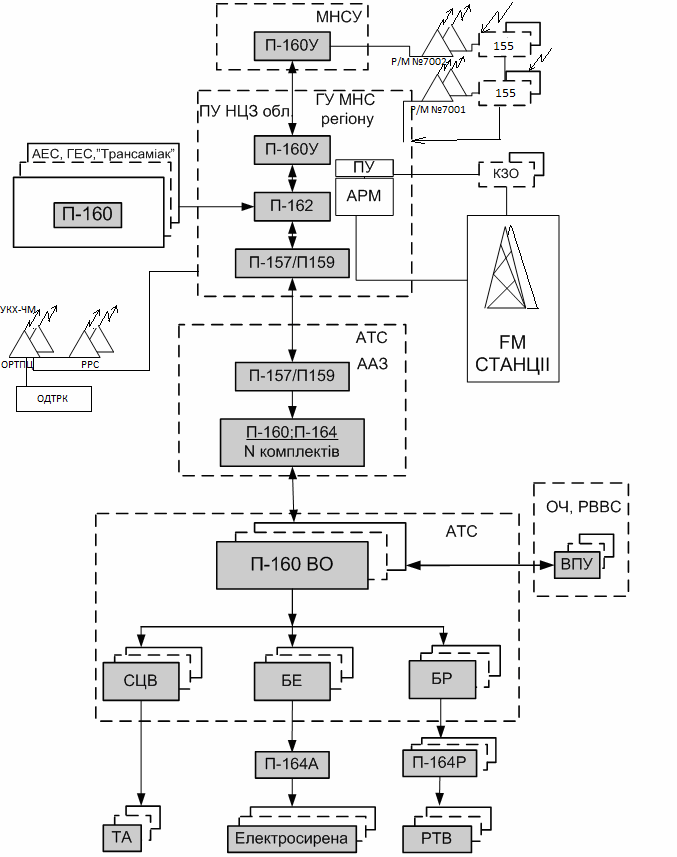 МНСУ
П-160У
155
Р/М №7002
155
Р/М №7001
ПУ НЦЗ обл.
ГУ МНС
регіону
П-160У
АЕС, ГЕС,"Трансаміак"
П-160
П-162
ПУ
АРМ
КЗО
П-157/П159
FM
СТАНЦІІ
УКХ-ЧМ
ОРТПЦ
РРС
ОДТРК
АТС
ААЗ
П-157/П159
П-160;П-164
N комплектів
АТС
ОЧ, РВВС
П-160 ВО
ВПУ
СЦВ
БЕ
БР
П-164А
П-164Р
ТА
Електросирена
РТВ